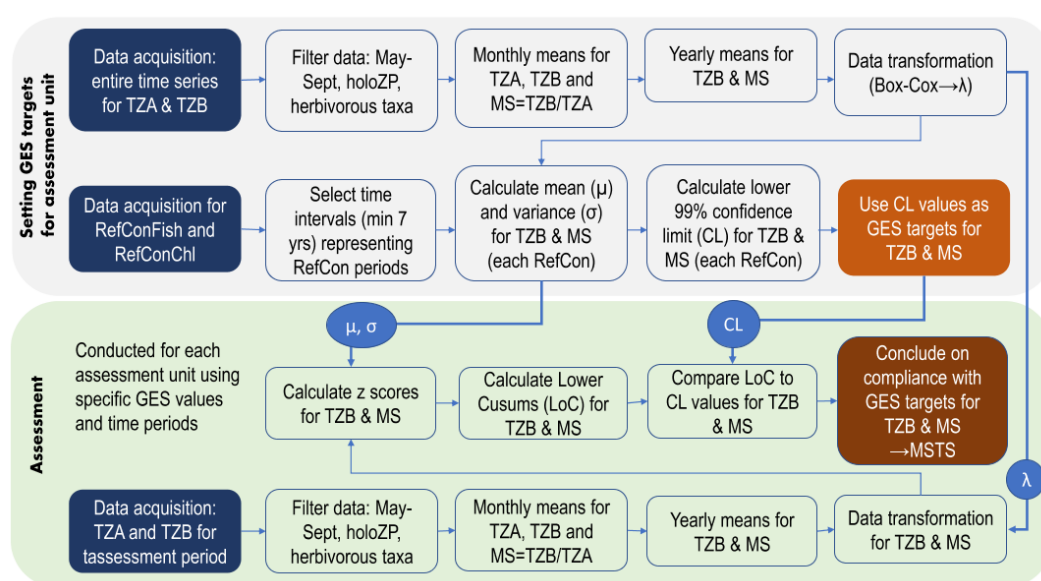 Setting GES targets
for assessment unit
Data acquisition:
entire time series
for TZA & TZB
Filter data: May-
Sept, holoZP,
herbivorous taxa
Monthly means for
TZA, TZB and
MS=TZB/TZA
Yearly means for
TZB & MS
Data transformation
(Box-Cox→λ)
Data acquisition for
RefConFish and
RefConChl
Select time
intervals (min 7
yrs) representing
RefCon periods
Calculate mean (μ)
and variance (σ)
for TZB & MS
(each RefCon)
Calculate lower
99% confidence
limit (CL) for TZB &
MS (each RefCon)
Use CL values as
GES targets for
TZB & MS
μ, σ
CL
λ
Assessment
Conducted for each
assessment unit using
specific GES values
and time periods
Calculate z scores
for TZB & MS
Calculate Lower
Cusums (LoC) for
TZB & MS
Compare LoC to
CL values for TZB
& MS
Conclude on
compliance with
GES targets for
TZB & MS
→MSTS
Data acquisition:
TZA and TZB for
tassessment period
Filter data: May-
Sept, holoZP,
herbivorous taxa
Monthly means for
TZA, TZB and
MS=TZB/TZA
Yearly means for
TZB & MS
Data transformation
for TZB & MS